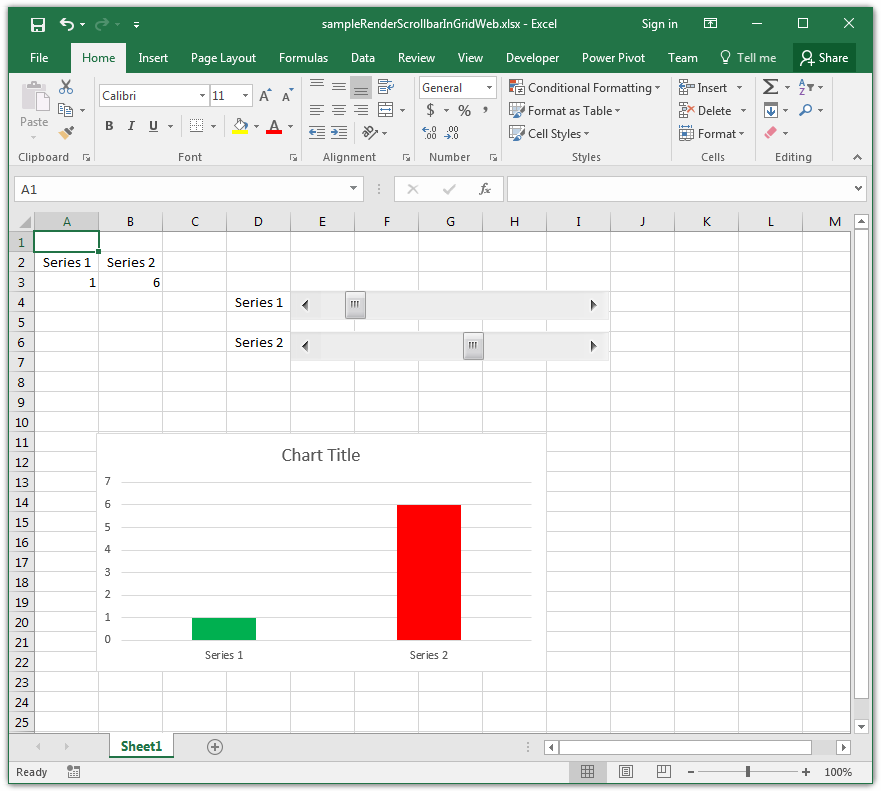 sampleRenderScrollbarInGridWeb.xlsx - Excel Sign in
File Home Insert Page Layout Formulas Data Review View Developer Power Pivot Team Tell me Share
Paste
Calibri 11
General
Conditional Formatting
Insert
Format as Table
Delete
B I U A
$ % ,
Cell Styles
Format
Clipboard Font Alignment Number Styles Cells Editing
A1 fx
A B C D E F G H I J K L M
1
2 Series 1 Series 2
3 1 6
4 Series 1
5
6 Series 2
7
8
9
10
11
12
13
14
15
16
17
18
19
20
21
22
23
24
25
Chart Title
7
6
5
4
3
2
1
0
Series 1 Series 2
Sheet1
Ready 100%